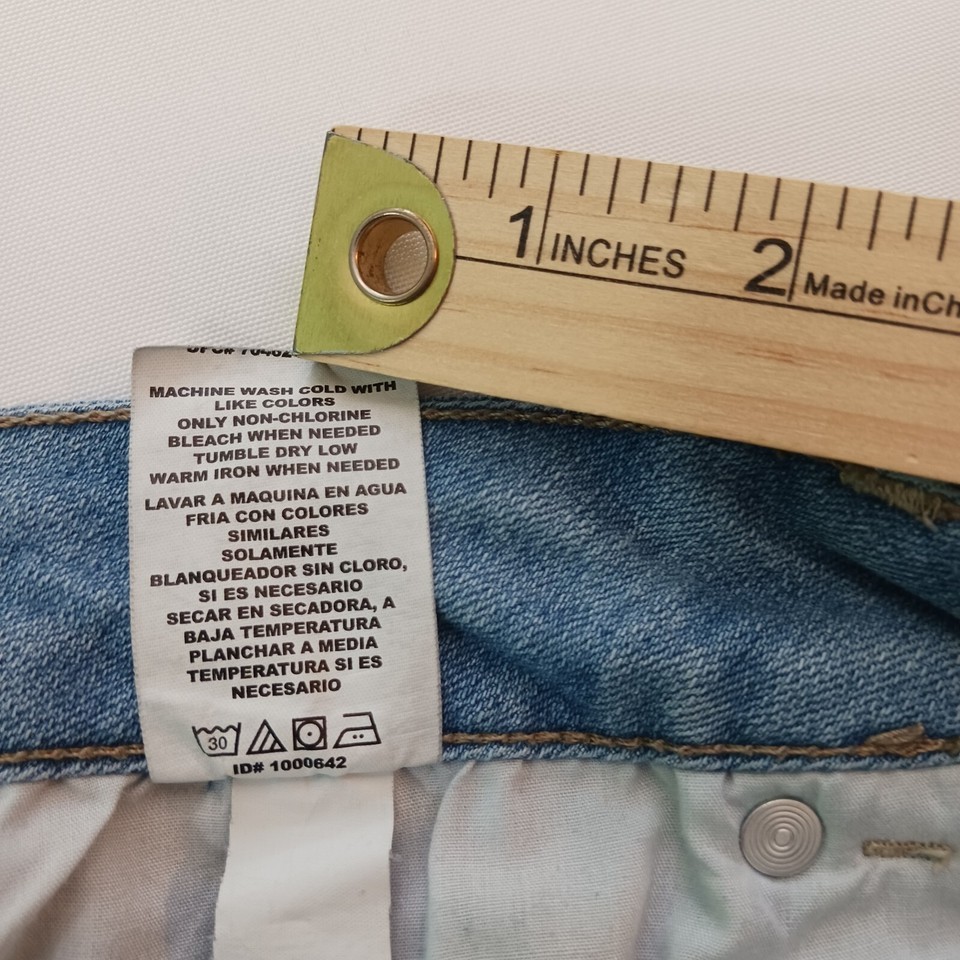 1 INCHES 2 Made in Ch
MACHINE WASH COLD WITH
LIKE COLORS
ONLY NON-CHLORINE
BLEACH WHEN NEEDED
TUMBLE DRY LOW
WARM IRON WHEN NEEDED
LAVAR A MAQUINA EN AGUA
FRIA CON COLORES
SIMILARES
SOLAMENTE
BLANQUEADOR SIN CLORO,
SI ES NECESARIO
SECAR EN SECADORA, A
BAJA TEMPERATURA
PLANCHAR A MEDIA
TEMPERATURA SI ES
NECESARIO
30
ID# 1000642